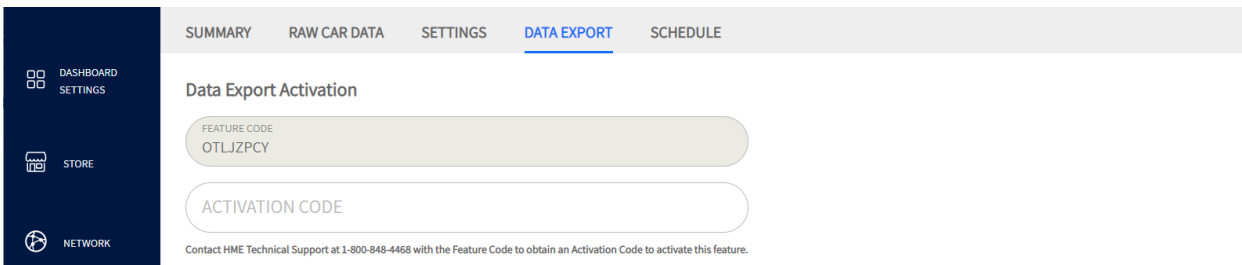 SUMMARY RAW CAR DATA SETTINGS DATA EXPORT SCHEDULE
DASHBOARD
SETTINGS
STORE
NETWORK
Data Export Activation
FEATURE CODE
OTLJZPCY
ACTIVATION CODE
Contact HME Technical Support at 1-800-848-4468 with the Feature Code to obtain an Activation Code to activate this feature.